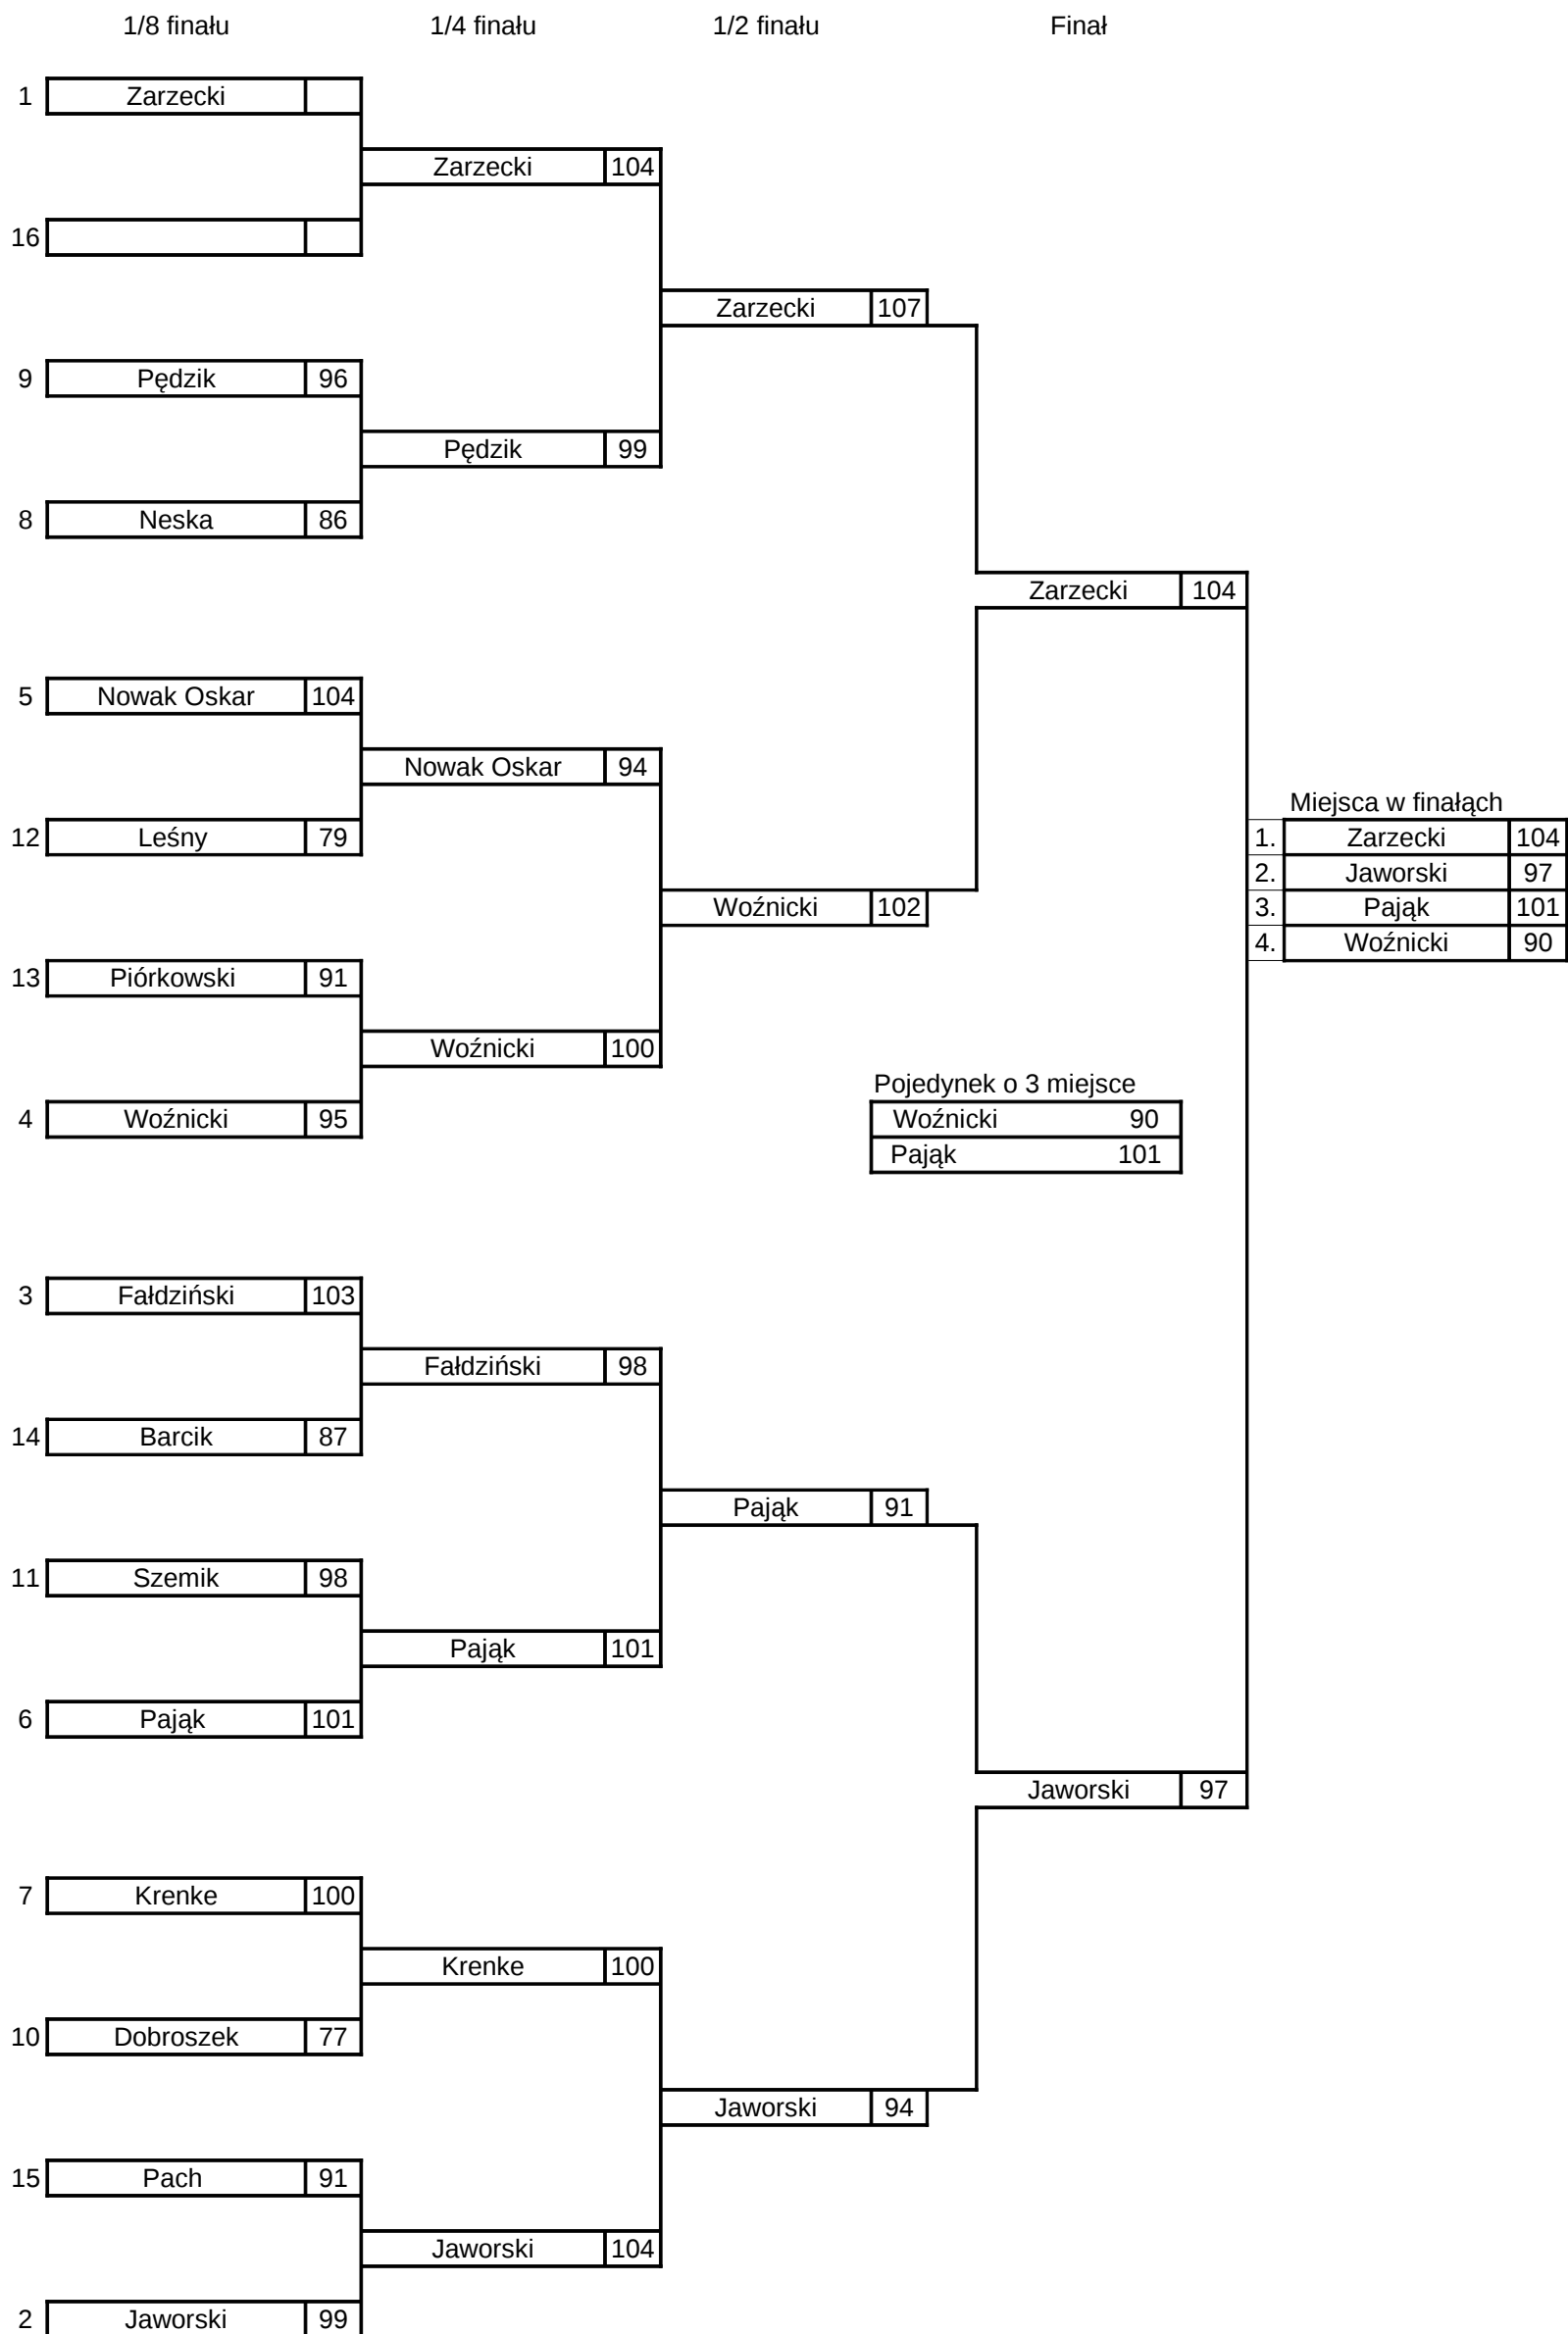 1/8 finału 1/4 finału 1/2 finału Finał
1 Zarzecki
Zarzecki 104
16
Zarzecki 107
9 Pędzik 96
Pędzik 99
8 Neska 86
Zarzecki 104
5 Nowak Oskar 104
Nowak Oskar 94
Miejsca w finałąch
12 Leśny 79 1. Zarzecki 104
2. Jaworski 97
Woźnicki 102 3. Pająk 101
4. Woźnicki 90
13 Piórkowski 91
Woźnicki 100
Pojedynek o 3 miejsce
4 Woźnicki 95 Woźnicki 90
Pająk 101
3 Fałdziński 103
Fałdziński 98
14 Barcik 87
Pająk 91
11 Szemik 98
Pająk 101
6 Pająk 101
Jaworski 97
7 Krenke 100
Krenke 100
10 Dobroszek 77
Jaworski 94
15 Pach 91
Jaworski 104
2 Jaworski 99